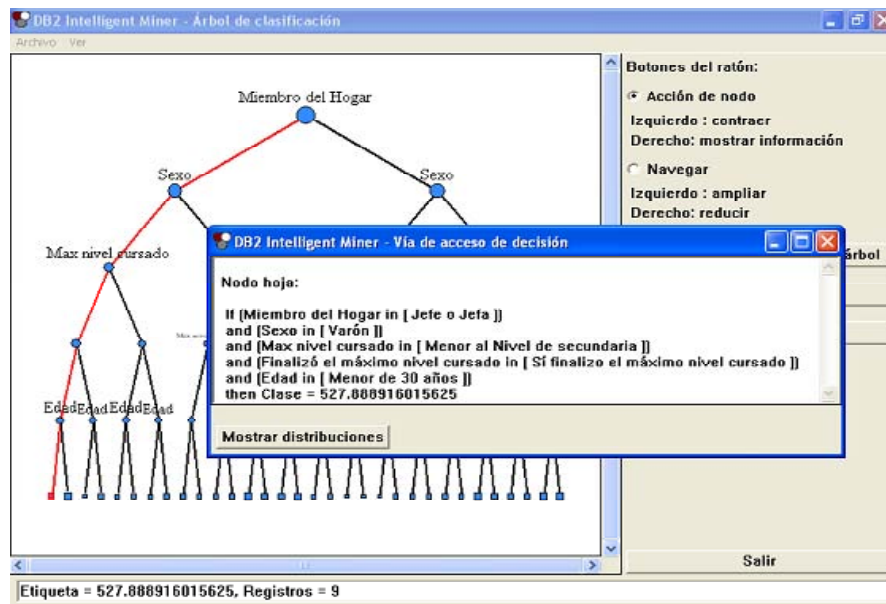 DB2 Intelligent Miner - Árbol de clasificación
Archivo Ver
Miembro del Hogar
Sexo
Sexo
Max nivel cursado
Edad
Edad
Edad
Edad
Botones del ratón:
Acción de nodo
Izquierdo : contraer
Derecho: mostrar información
Navegar
Izquierdo : ampliar
Derecho: reducir
árbol
DB2 Intelligent Miner - Vía de acceso de decisión
Nodo hoja:
If (Miembro del Hogar in [ Jefe o Jefa ])
and (Sexo in [ Varón ])
and (Max nivel cursado in [ Menor al Nivel de secundaria ])
and (Finalizó el máximo nivel cursado in [ Sí finalizo el máximo nivel cursado ])
and (Edad in [ Menor de 30 años ])
then Clase = 527.888916015625
Mostrar distribuciones
Salir
Etiqueta = 527.888916015625, Registros = 9